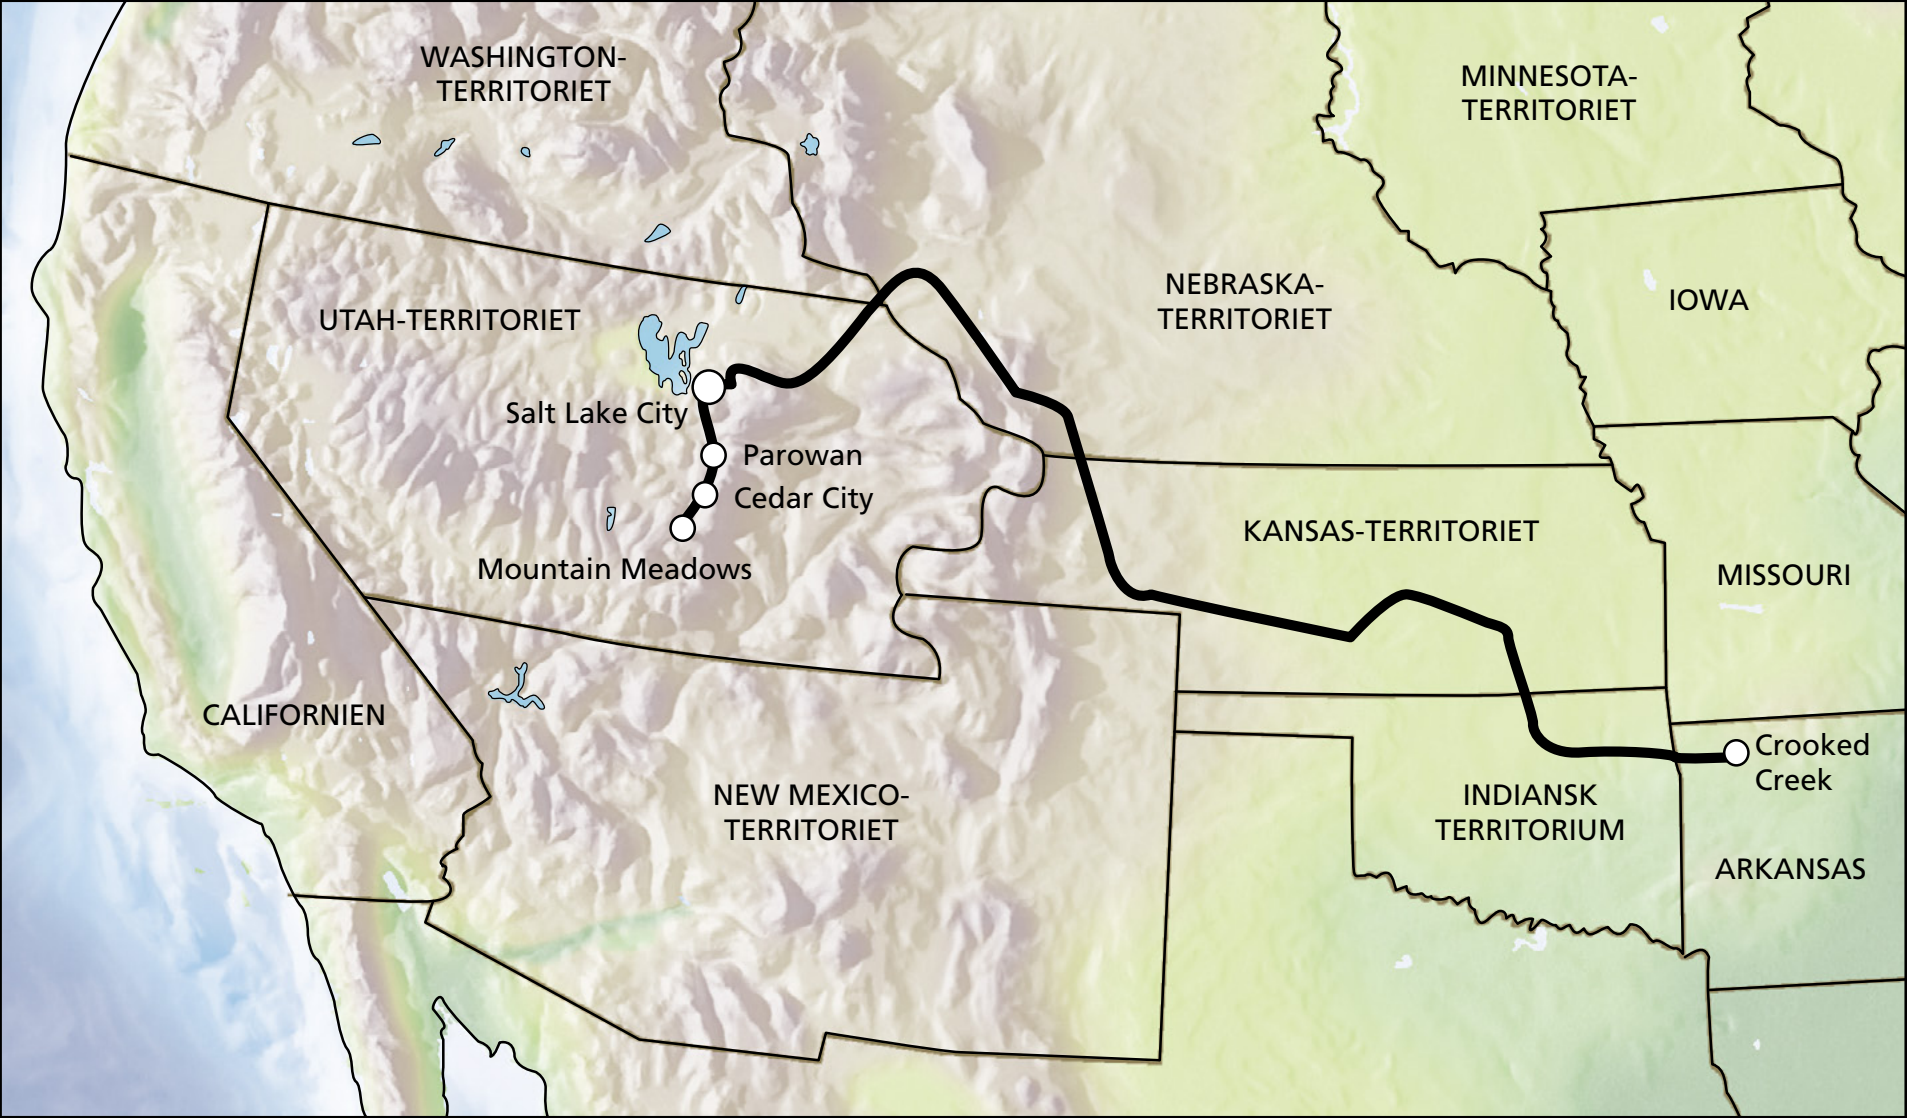 WASHINGTON-
TERRITORIET
MINNESOTA-
TERRITORIET
NEBRASKA-
TERRITORIET
IOWA
UTAH-TERRITORIET
Salt Lake City
Parowan
Cedar City
Mountain Meadows
KANSAS-TERRITORIET
MISSOURI
CALIFORNIEN
NEW MEXICO-
TERRITORIET
INDIANSK
TERRITORIUM
Crooked
Creek
ARKANSAS